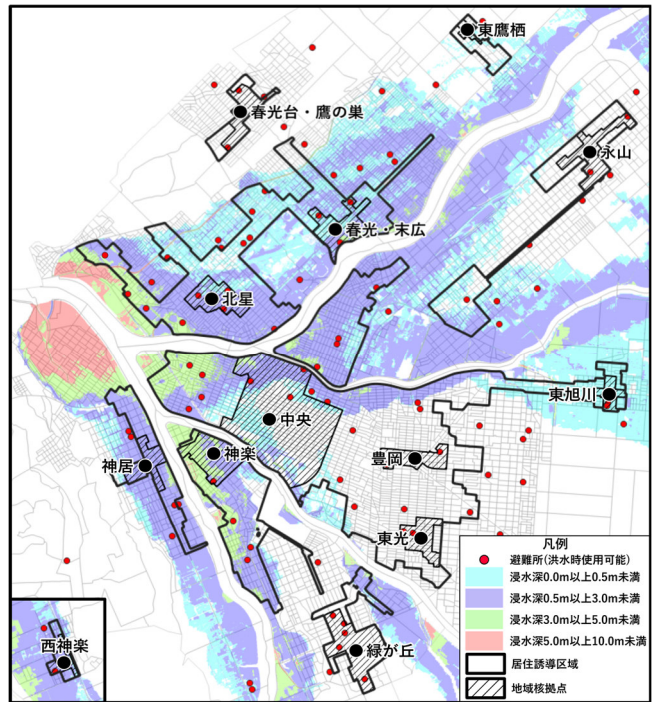 東鷹栖
春光台・鷹の巣
永山
春光・末広
北星
東旭川
中央
神楽
神居
豊岡
東光
緑が丘
西神楽
凡例
避難所(洪水時使用可能)
浸水深0.0m以上0.5m未満
浸水深0.5m以上3.0m未満
浸水深3.0m以上5.0m未満
浸水深5.0m以上10.0m未満
居住誘導区域
地域核拠点